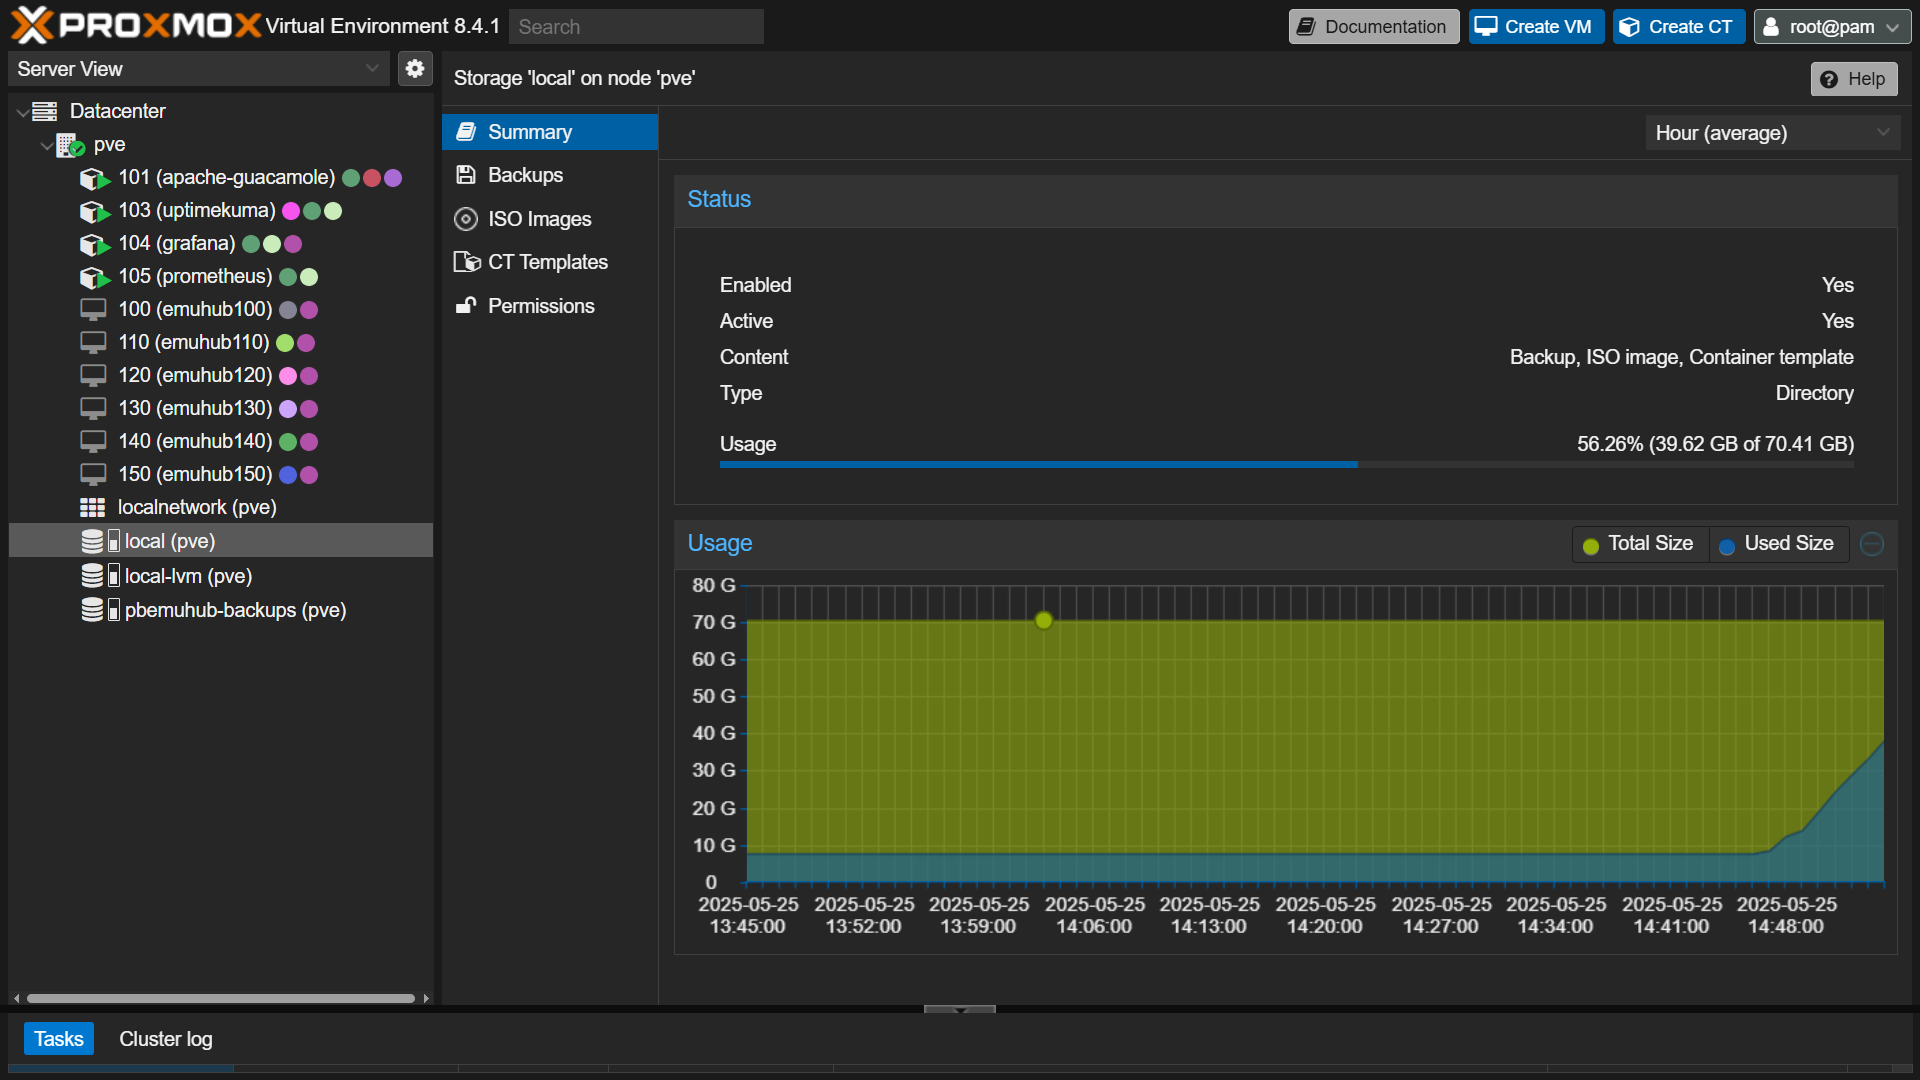 PROXMOX Virtual Environment 8.4.1
Search
Documentation
Create VM
Create CT
root@pam
Server View
Storage 'local' on node 'pve'
Help
Datacenter
pve
101 (apache-guacamole)
103 (uptimekuma)
104 (grafana)
105 (prometheus)
100 (emuhub100)
110 (emuhub110)
120 (emuhub120)
130 (emuhub130)
140 (emuhub140)
150 (emuhub150)
localnetwork (pve)
local (pve)
local-lvm (pve)
pbemuhub-backups (pve)
Summary
Backups
ISO Images
CT Templates
Permissions
Hour (average)
Status
Enabled Yes
Active Yes
Content Backup, ISO image, Container template
Type Directory
Usage 56.26% (39.62 GB of 70.41 GB)
Usage
Total Size
Used Size
80 G
70 G
60 G
50 G
40 G
30 G
20 G
10 G
0
2025-05-25 13:45:00
2025-05-25 13:52:00
2025-05-25 13:59:00
2025-05-25 14:06:00
2025-05-25 14:13:00
2025-05-25 14:20:00
2025-05-25 14:27:00
2025-05-25 14:34:00
2025-05-25 14:41:00
2025-05-25 14:48:00
Tasks
Cluster log